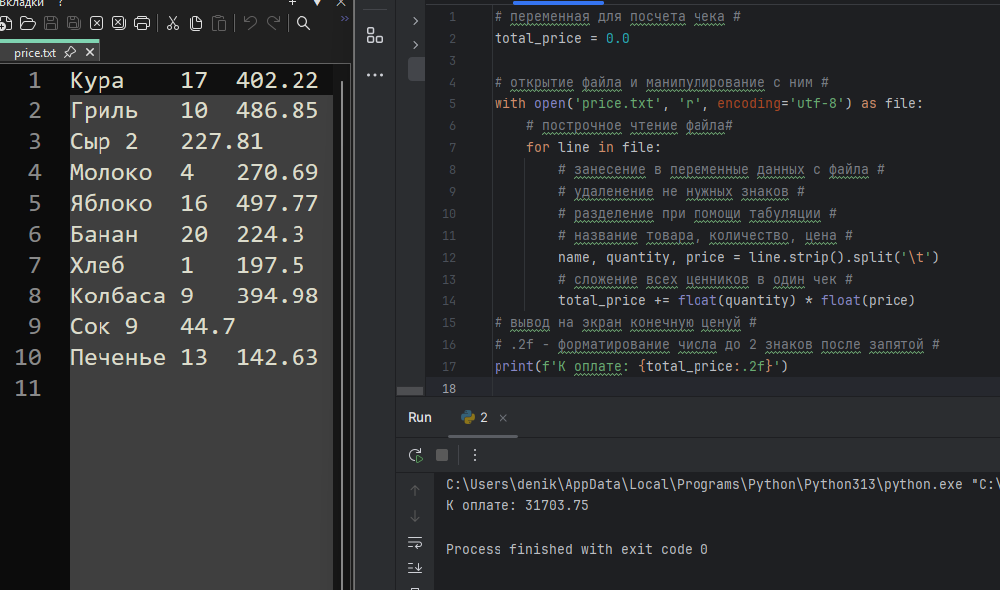 Вкладки ?
price.txt
1 Кура 17 402.22
2 Гриль 10 486.85
3 Сыр 2 227.81
4 Молоко 4 270.69
5 Яблоко 16 497.77
6 Банан 20 224.3
7 Хлеб 1 197.5
8 Колбаса 9 394.98
9 Сок 9 44.7
10 Печенье 13 142.63
11
1 # переменная для посчета чека #
2 total_price = 0.0
3
4 # открытие файла и манипулирование с ним #
5 with open('price.txt', 'r', encoding='utf-8') as file:
6 # построчное чтение файла#
7 for line in file:
8 # занесение в переменные данных с файла #
9 # удаленение не нужных знаков #
10 # разделение при помощи табуляции #
11 # название товара, количество, цена #
12 name, quantity, price = line.strip().split('\t')
13 # сложение всех ценников в один чек #
14 total_price += float(quantity) * float(price)
15 # вывод на экран конечную ценуй #
16 # .2f - форматирование числа до 2 знаков после запятой #
17 print(f'К оплате: {total_price:.2f}')
18
Run 2
C:\Users\denik\AppData\Local\Programs\Python\Python313\python.exe "C:\
К оплате: 31703.75
Process finished with exit code 0